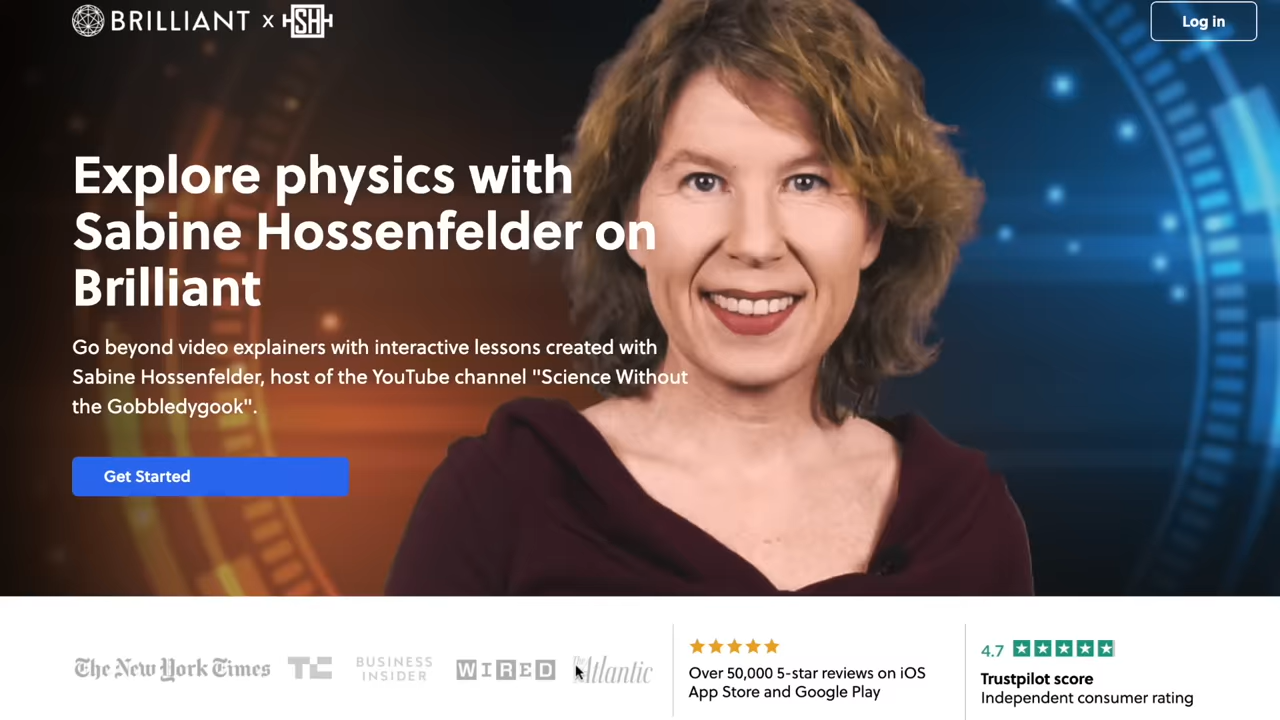 BRILLIANT x SH
Log in
Explore physics with
Sabine Hossenfelder on
Brilliant
Go beyond video explainers with interactive lessons created with
Sabine Hossenfelder, host of the YouTube channel "Science Without
the Gobbledygook".
Get Started
The New York Times
TC
BUSINESS
INSIDER
WIRED
The Atlantic
Over 50,000 5-star reviews on iOS
App Store and Google Play
4.7
Trustpilot score
Independent consumer rating